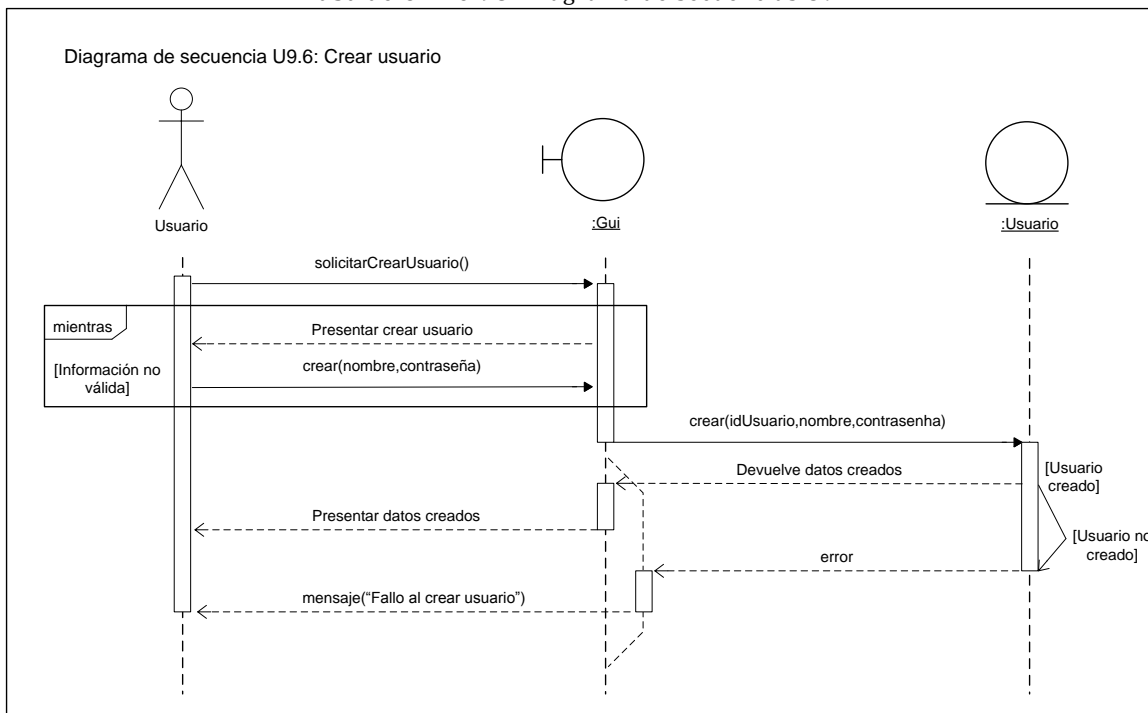 Diagrama de secuencia U9.6: Crear usuario
Usuario
:Gui
:Usuario
solicitarCrearUsuario()
mientras
Presentar crear usuario
[Información no
válida]
crear(nombre,contraseña)
crear(idUsuario,nombre,contrasenha)
Devuelve datos creados
[Usuario
creado]
Presentar datos creados
[Usuario no
creado]
error
mensaje(“Fallo al crear usuario”)